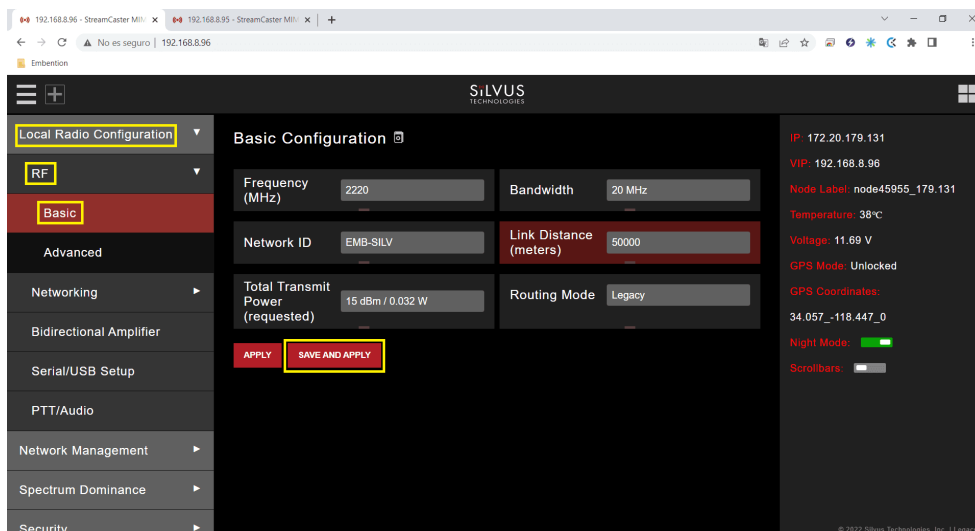 192.168.8.96 - StreamCaster MIM
192.168.8.95 - StreamCaster MIM
No es seguro | 192.168.8.96
Embention
SiLVUS
TECHNOLOGIES
Local Radio Configuration
RF
Basic
Advanced
Networking
Bidirectional Amplifier
Serial/USB Setup
PTT/Audio
Network Management
Spectrum Dominance
Security
Basic Configuration
Frequency
(MHz)
2220
Bandwidth
20 MHz
Network ID
EMB-SILV
Link Distance
(meters)
50000
Total Transmit
Power
(requested)
15 dBm / 0.032 W
Routing Mode
Legacy
APPLY
SAVE AND APPLY
IP: 172.20.179.131
VIP: 192.168.8.96
Node Label: node45955_179.131
Temperature: 38°C
Voltage: 11.69 V
GPS Mode: Unlocked
GPS Coordinates:
34.057_-118.447_0
Night Mode:
Scrollbars:
© 2022 Silvus Technologies, Inc. | Legac